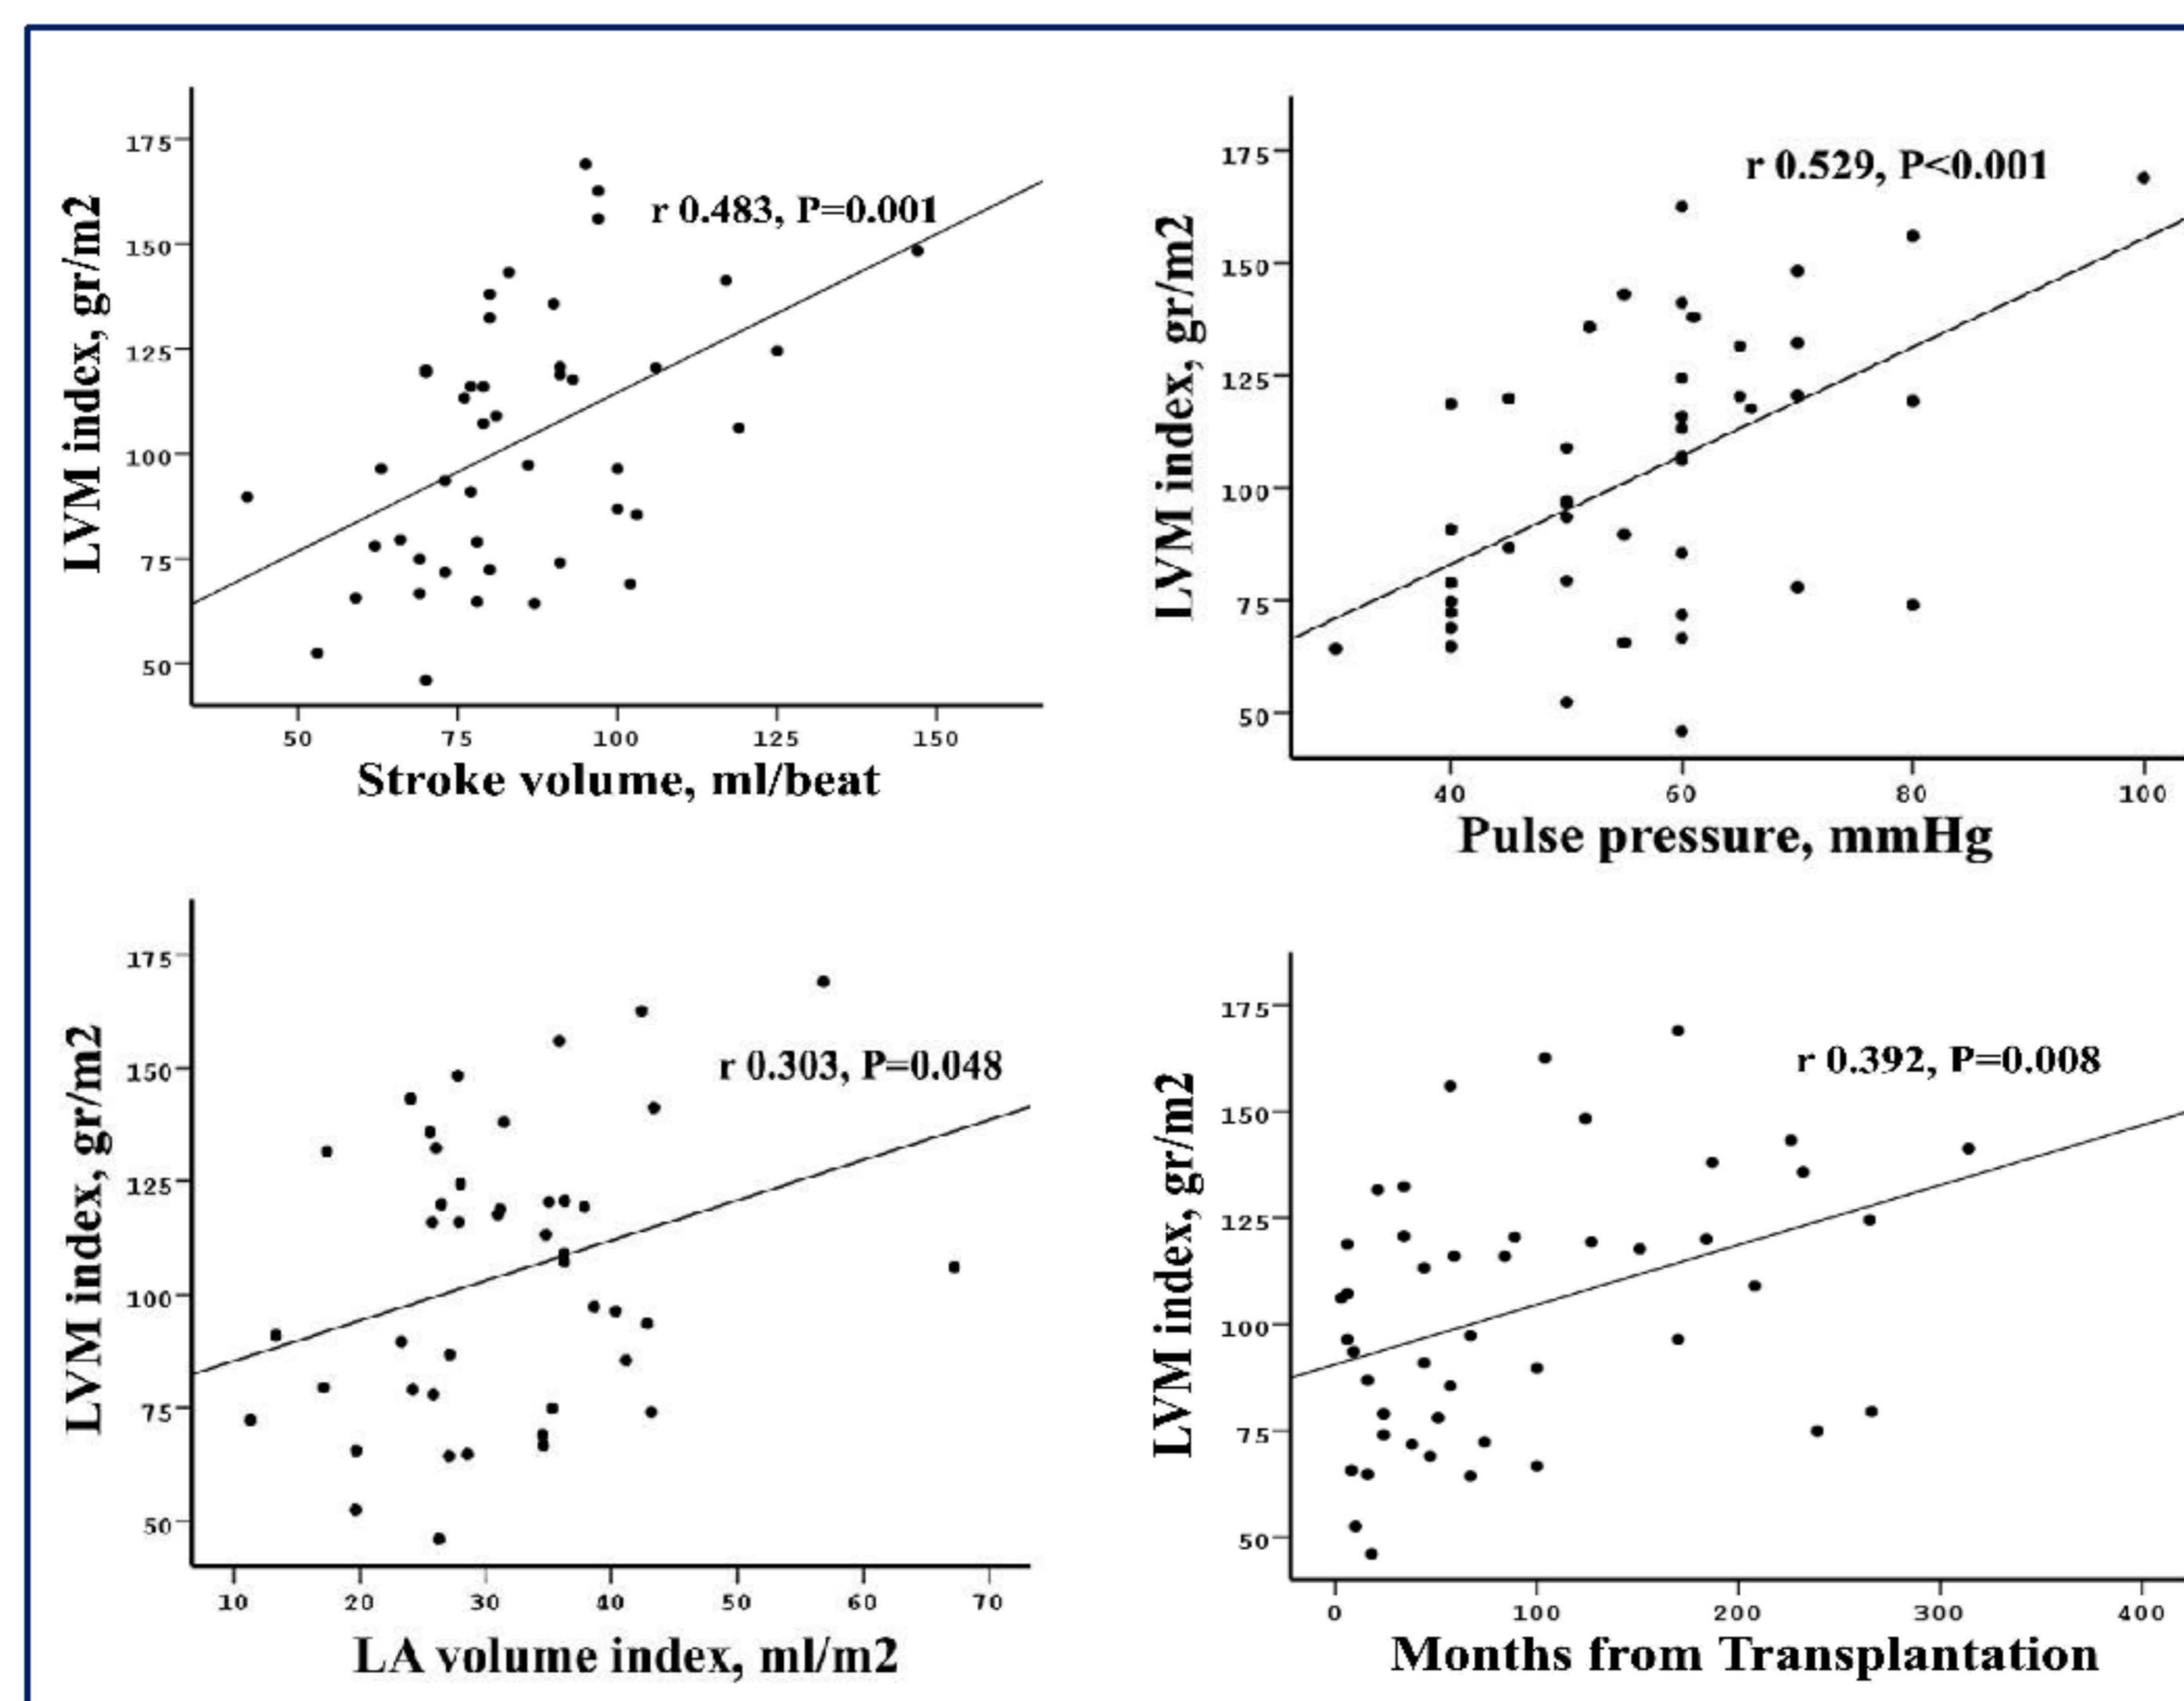 LVM index, gr/m2
175
150
125
100
75
50
r 0.483, P=0.001
50 75 100 125 150
Stroke volume, ml/beat
LVM index, gr/m2
175
150
125
100
75
50
r 0.529, P<0.001
40 60 80 100
Pulse pressure, mmHg
LVM index, gr/m2
175
150
125
100
75
50
r 0.303, P=0.048
10 20 30 40 50 60 70
LA volume index, ml/m2
LVM index, gr/m2
175
150
125
100
75
50
r 0.392, P=0.008
0 100 200 300 400
Months from Transplantation